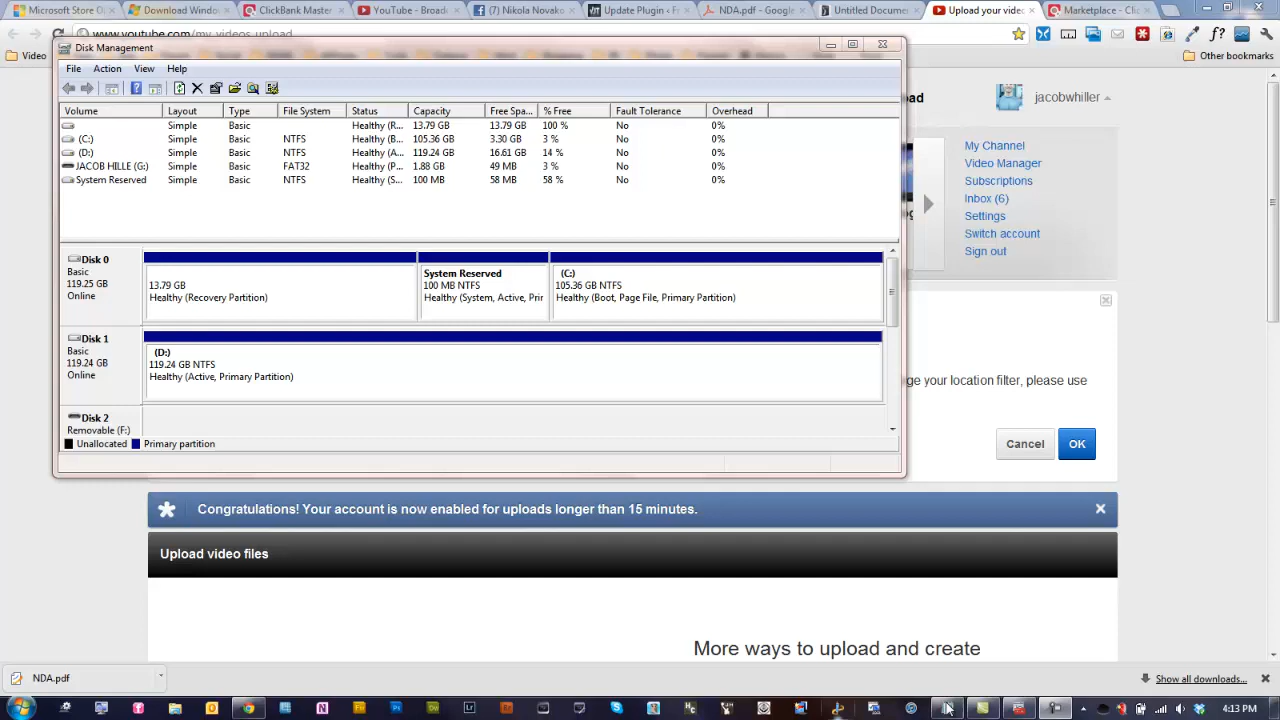 Microsoft Store O
Download Window
ClickBank Master
YouTube - Broad
(7) Nikola Novako
Update Plugin ‹ F
NDA.pdf - Google
Untitled Documen
Upload your video
Marketplace - Clic
www.youtube.com/my_videos_upload
Video
Other bookmarks
Disk Management
File Action View Help
Volume Layout Type File System Status Capacity Free Spa... % Free Fault Tolerance Overhead
Simple Basic Healthy (R... 13.79 GB 13.79 GB 100 % No 0%
(C:) Simple Basic NTFS Healthy (B... 105.36 GB 3.30 GB 3 % No 0%
(D:) Simple Basic NTFS Healthy (A... 119.24 GB 16.61 GB 14 % No 0%
JACOB HILLE (G:) Simple Basic FAT32 Healthy (P... 1.88 GB 49 MB 3 % No 0%
System Reserved Simple Basic NTFS Healthy (S... 100 MB 58 MB 58 % No 0%
Disk 0
Basic
119.25 GB
Online
13.79 GB
Healthy (Recovery Partition)
System Reserved
100 MB NTFS
Healthy (System, Active, Pri
(C:)
105.36 GB NTFS
Healthy (Boot, Page File, Primary Partition)
Disk 1
Basic
119.24 GB
Online
(D:)
119.24 GB NTFS
Healthy (Active, Primary Partition)
Disk 2
Removable (F:)
Unallocated Primary partition
ad
jacobwhiller
My Channel
Video Manager
Subscriptions
Inbox (6)
Settings
Switch account
Sign out
ge your location filter, please use
Cancel OK
Congratulations! Your account is now enabled for uploads longer than 15 minutes.
Upload video files
More ways to upload and create
NDA.pdf
Show all downloads...
4:13 PM